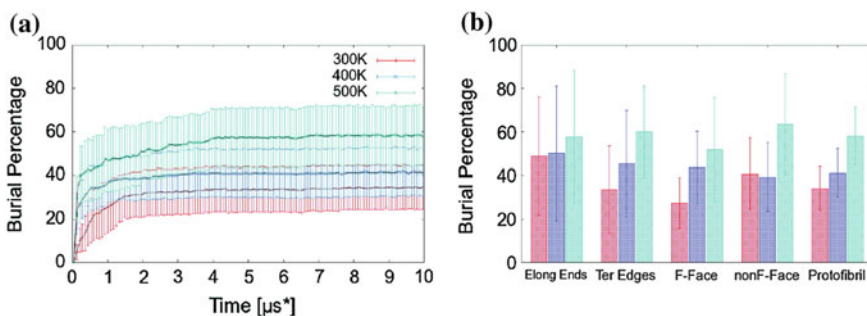 (a)
100
80
60
40
20
0
Burial Percentage
300K
400K
500K
0 1 2 3 4 5 6 7 8 9 10
Time [μs*]
(b)
100
80
60
40
20
0
Burial Percentage
Elong Ends Ter Edges F-Face nonF-Face Protofibril